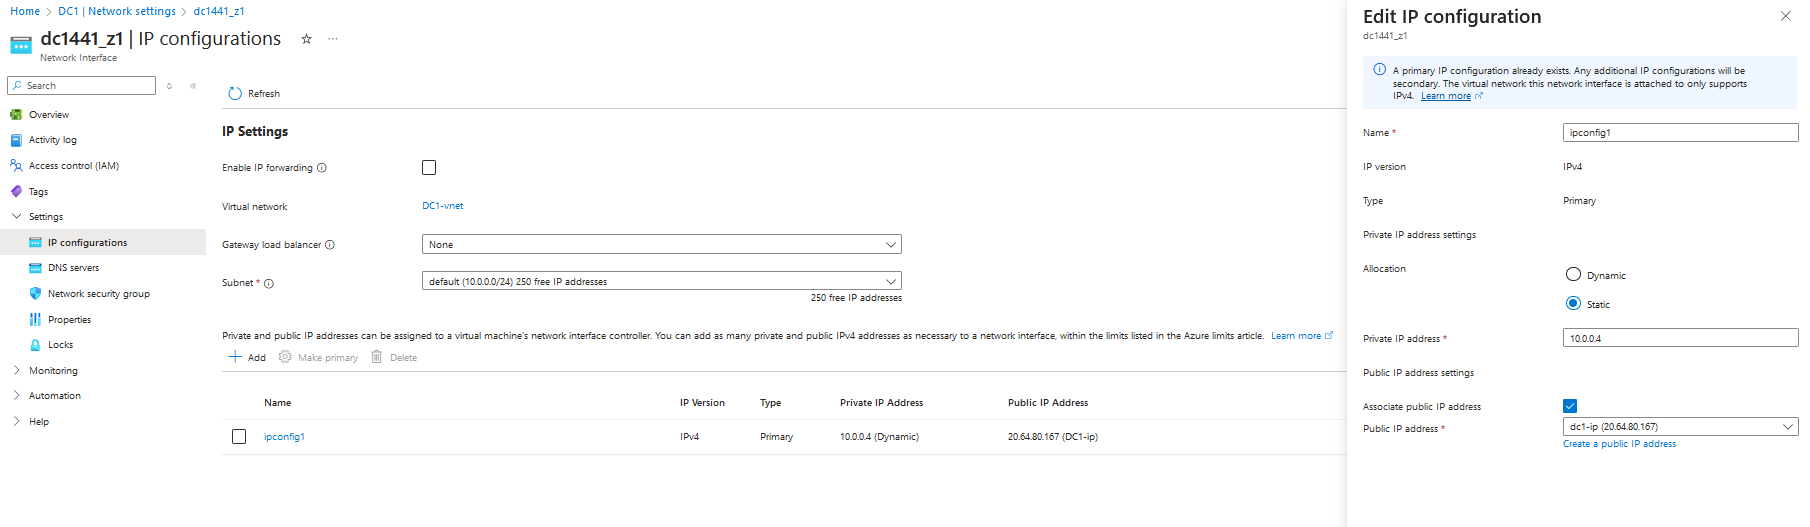 Home > DC1 | Network settings > dc1441_z1
dc1441_z1 | IP configurations
Network Interface
Search
Overview
Activity log
Access control (IAM)
Tags
Settings
IP configurations
DNS servers
Network security group
Properties
Locks
Monitoring
Automation
Help
Refresh
IP Settings
Enable IP forwarding
Virtual network
DC1-vnet
Gateway load balancer
None
Subnet *
default (10.0.0.0/24) 250 free IP addresses
250 free IP addresses
Private and public IP addresses can be assigned to a virtual machine's network interface controller. You can add as many private and public IPv4 addresses as necessary to a network interface, within the limits listed in the Azure limits article. Learn more
Add Make primary Delete
Name IP Version Type Private IP Address Public IP Address
ipconfig1 IPv4 Primary 10.0.0.4 (Dynamic) 20.64.80.167 (DC1-ip)
Edit IP configuration
dc1441_z1
A primary IP configuration already exists. Any additional IP configurations will be
secondary. The virtual network this network interface is attached to only supports
IPv4. Learn more
Name * ipconfig1
IP version IPv4
Type Primary
Private IP address settings
Allocation
Dynamic
Static
Private IP address * 10.0.0.4
Public IP address settings
Associate public IP address
Public IP address * dc1-ip (20.64.80.167)
Create a public IP address